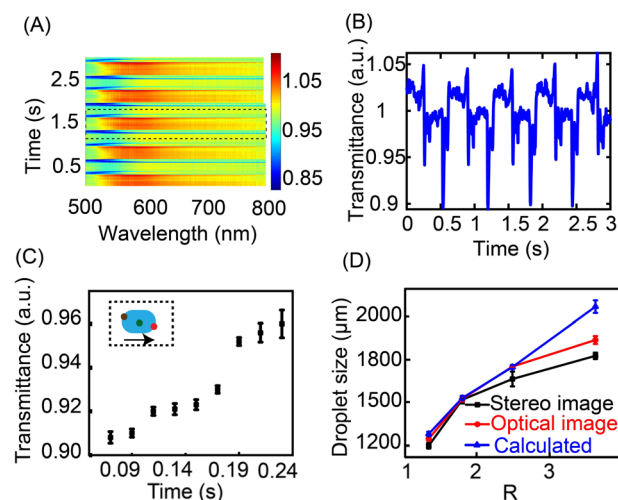 (A)
Time (s)
2.5
1.5
0.5
500 600 700 800
Wavelength (nm)
1.05
0.95
0.85
(B)
Transmittance (a.u.)
1.05
1
0.95
0.9
0 0.5 1 1.5 2 2.5 3
Time (s)
(C)
Transmittance (a.u.)
0.96
0.94
0.92
0.90
0.09 0.14 0.19 0.24
Time (s)
(D)
Droplet size (μm)
2000
1800
1500
1200
1 2 3
R
Stereo image
Optical image
Calculated